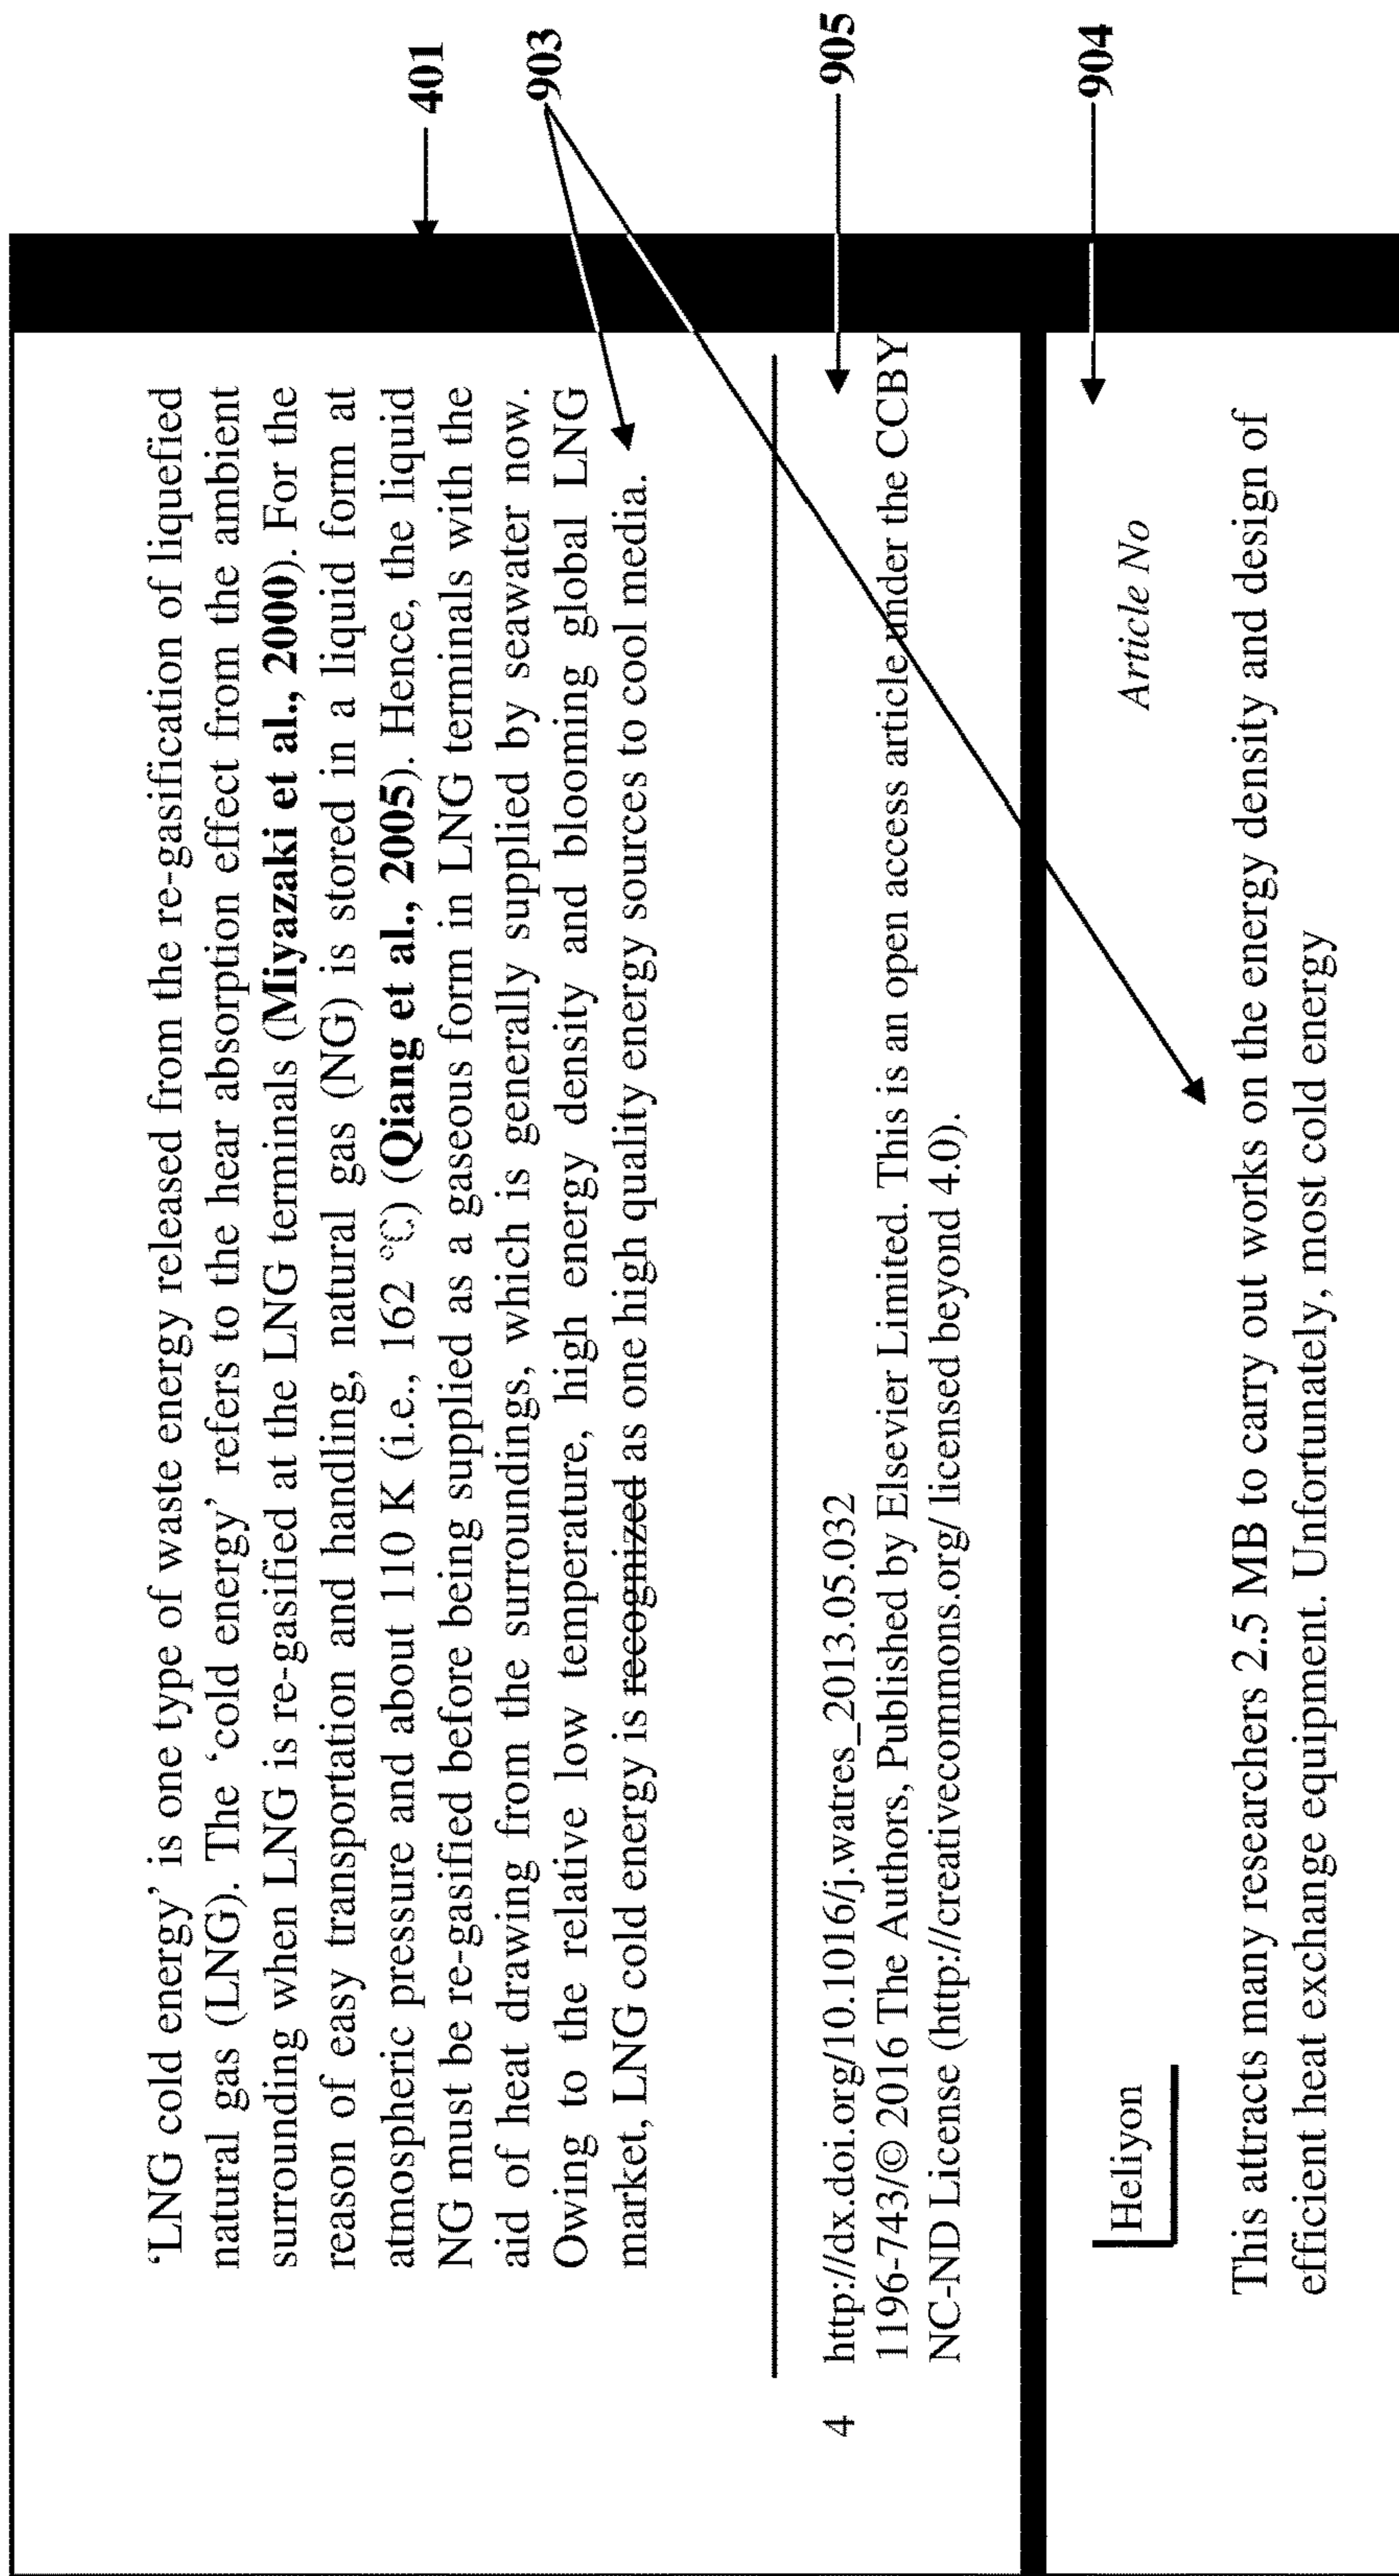 ‘LNG cold energy’ is one type of waste energy released from the re-gasification of liquefied
natural gas (LNG). The ‘cold energy’ refers to the hear absorption effect from the ambient
surrounding when LNG is re-gasified at the LNG terminals (Miyazaki et al., 2000). For the
reason of easy transportation and handling, natural gas (NG) is stored in a liquid form at
atmospheric pressure and about 110 K (i.e., 162 °C) (Qiang et al., 2005). Hence, the liquid
NG must be re-gasified before being supplied as a gaseous form in LNG terminals with the
aid of heat drawing from the surroundings, which is generally supplied by seawater now.
Owing to the relative low temperature, high energy density and blooming global LNG
market, LNG cold energy is recognized as one high quality energy sources to cool media.
401
903
4 http://dx.doi.org/10.1016/j.watres_2013.05.032
1196-743/© 2016 The Authors, Published by Elsevier Limited. This is an open access article under the CCBY
NC-ND License (http://creativecommons.org/ licensed beyond 4.0).
905
Heliyon
Article No
904
This attracts many researchers 2.5 MB to carry out works on the energy density and design of
efficient heat exchange equipment. Unfortunately, most cold energy